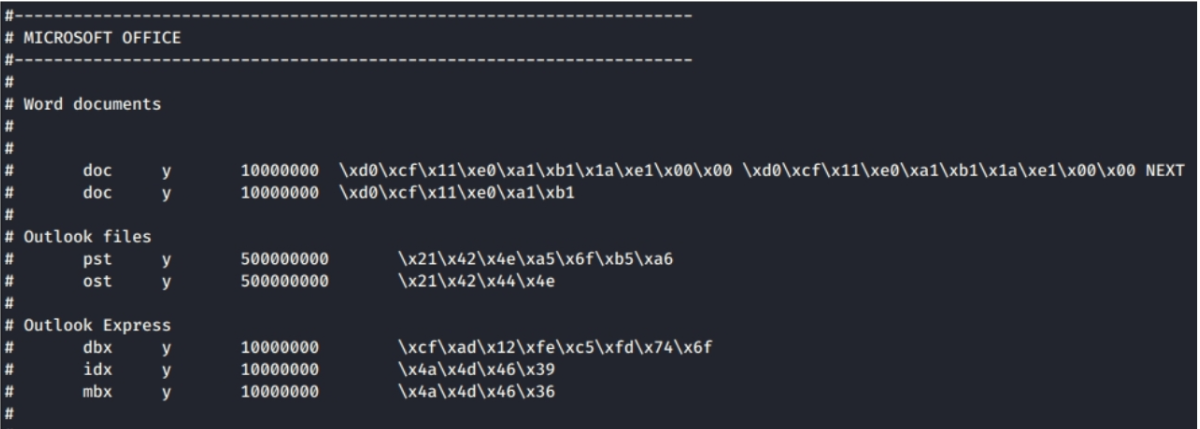 #---------------------------------------------------------------------
# MICROSOFT OFFICE
#---------------------------------------------------------------------
#
# Word documents
#
#
#	doc	y	10000000	\xd0\xcf\x11\xe0\xa1\xb1\x1a\xe1\x00\x00 \xd0\xcf\x11\xe0\xa1\xb1\x1a\xe1\x00\x00 NEXT
#	doc	y	10000000	\xd0\xcf\x11\xe0\xa1\xb1
#
# Outlook files
#	pst	y	500000000	\x21\x42\x4e\xa5\x6f\xb5\xa6
#	ost	y	500000000	\x21\x42\x44\x4e
#
# Outlook Express
#	dbx	y	10000000	\xcf\xad\x12\xfe\xc5\xfd\x74\x6f
#	idx	y	10000000	\x4a\x4d\x46\x39
#	mbx	y	10000000	\x4a\x4d\x46\x36
#